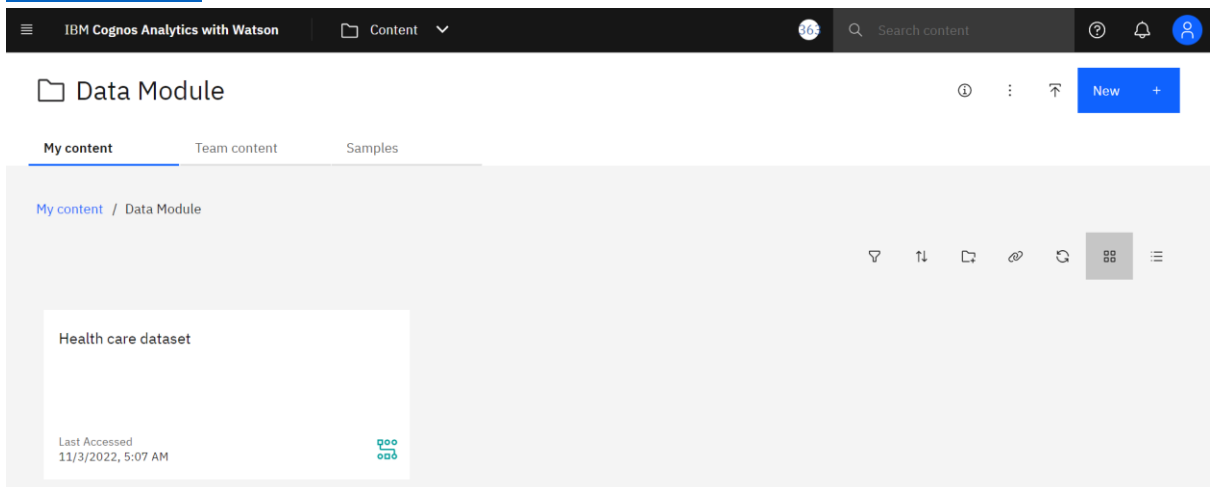 IBM Cognos Analytics with Watson
Content
363
Search content
Data Module
New +
My content
Team content
Samples
My content / Data Module
Health care dataset
Last Accessed
11/3/2022, 5:07 AM